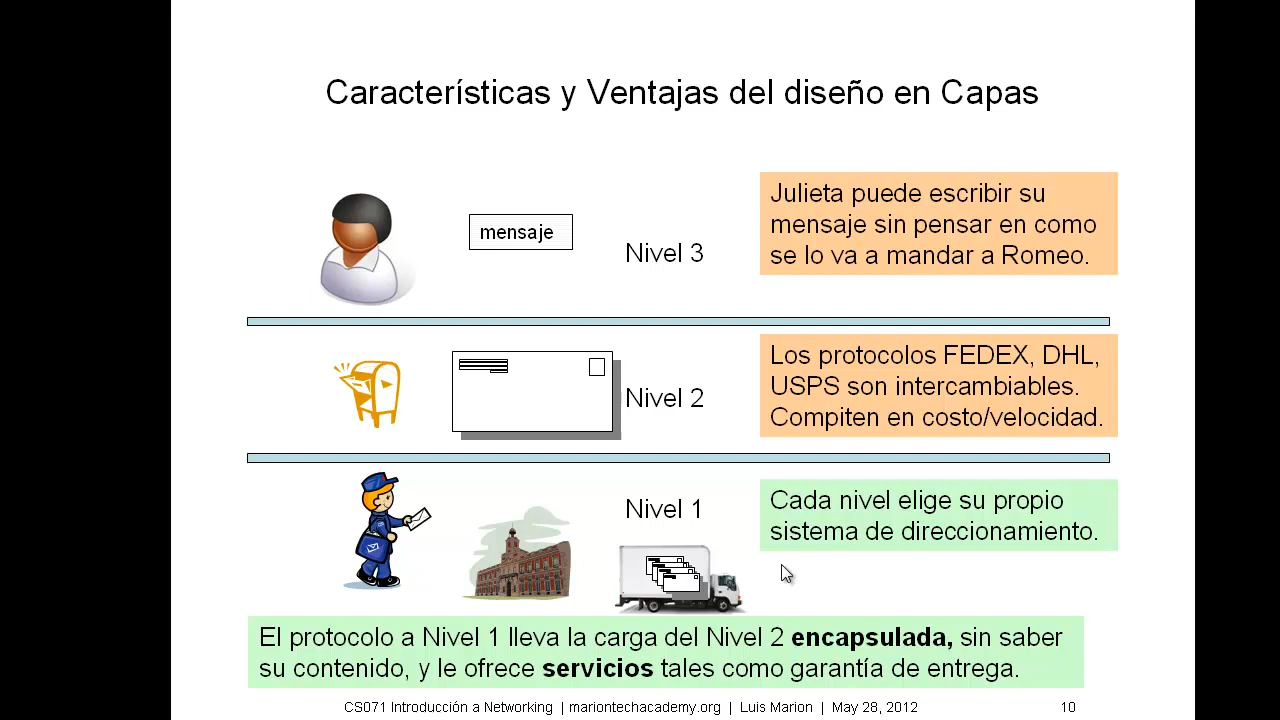 Características y Ventajas del diseño en Capas
mensaje
Nivel 3
Julieta puede escribir su
mensaje sin pensar en como
se lo va a mandar a Romeo.
Nivel 2
Los protocolos FEDEX, DHL,
USPS son intercambiables.
Compiten en costo/velocidad.
Nivel 1
Cada nivel elige su propio
sistema de direccionamiento.
El protocolo a Nivel 1 lleva la carga del Nivel 2 encapsulada, sin saber
su contenido, y le ofrece servicios tales como garantía de entrega.
CS071 Introducción a Networking | mariontechacademy.org | Luis Marion | May 28, 2012 10